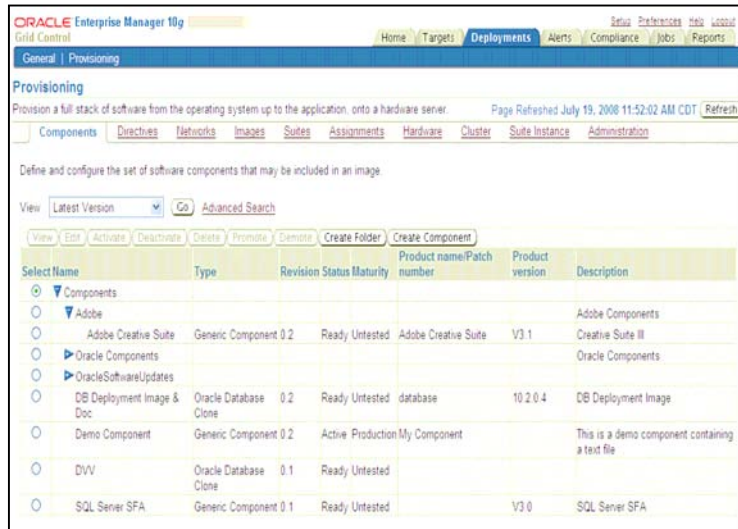 ORACLE Enterprise Manager 10g
Grid Control
Setup Preferences Help Logout
Home Targets Deployments Alerts Compliance Jobs Reports
General | Provisioning
Provisioning
Provision a full stack of software from the operating system up to the application, onto a hardware server.
Page Refreshed July 19, 2008 11:52:02 AM CDT Refresh
Components Directives Networks Images Suites Assignments Hardware Cluster Suite Instance Administration
Define and configure the set of software components that may be included in an image.
View Latest Version Go Advanced Search
View Edit Activate Deactivate Delete Promote Demote Create Folder Create Component
Select Name Type Revision Status Maturity Product name/Patch number Product version Description
Components
Adobe Adobe Components
Adobe Creative Suite Generic Component 0.2 Ready Untested Adobe Creative Suite V3.1 Creative Suite III
Oracle Components Oracle Components
OracleSoftwareUpdates
DB Deployment Image & Doc Oracle Database Clone 0.2 Ready Untested database 10.2.0.4 DB Deployment Image
Demo Component Generic Component 0.2 Active Production My Component This is a demo component containing a text file
DVV Oracle Database Clone 0.1 Ready Untested
SQL Server SFA Generic Component 0.1 Ready Untested V3.0 SQL Server SFA